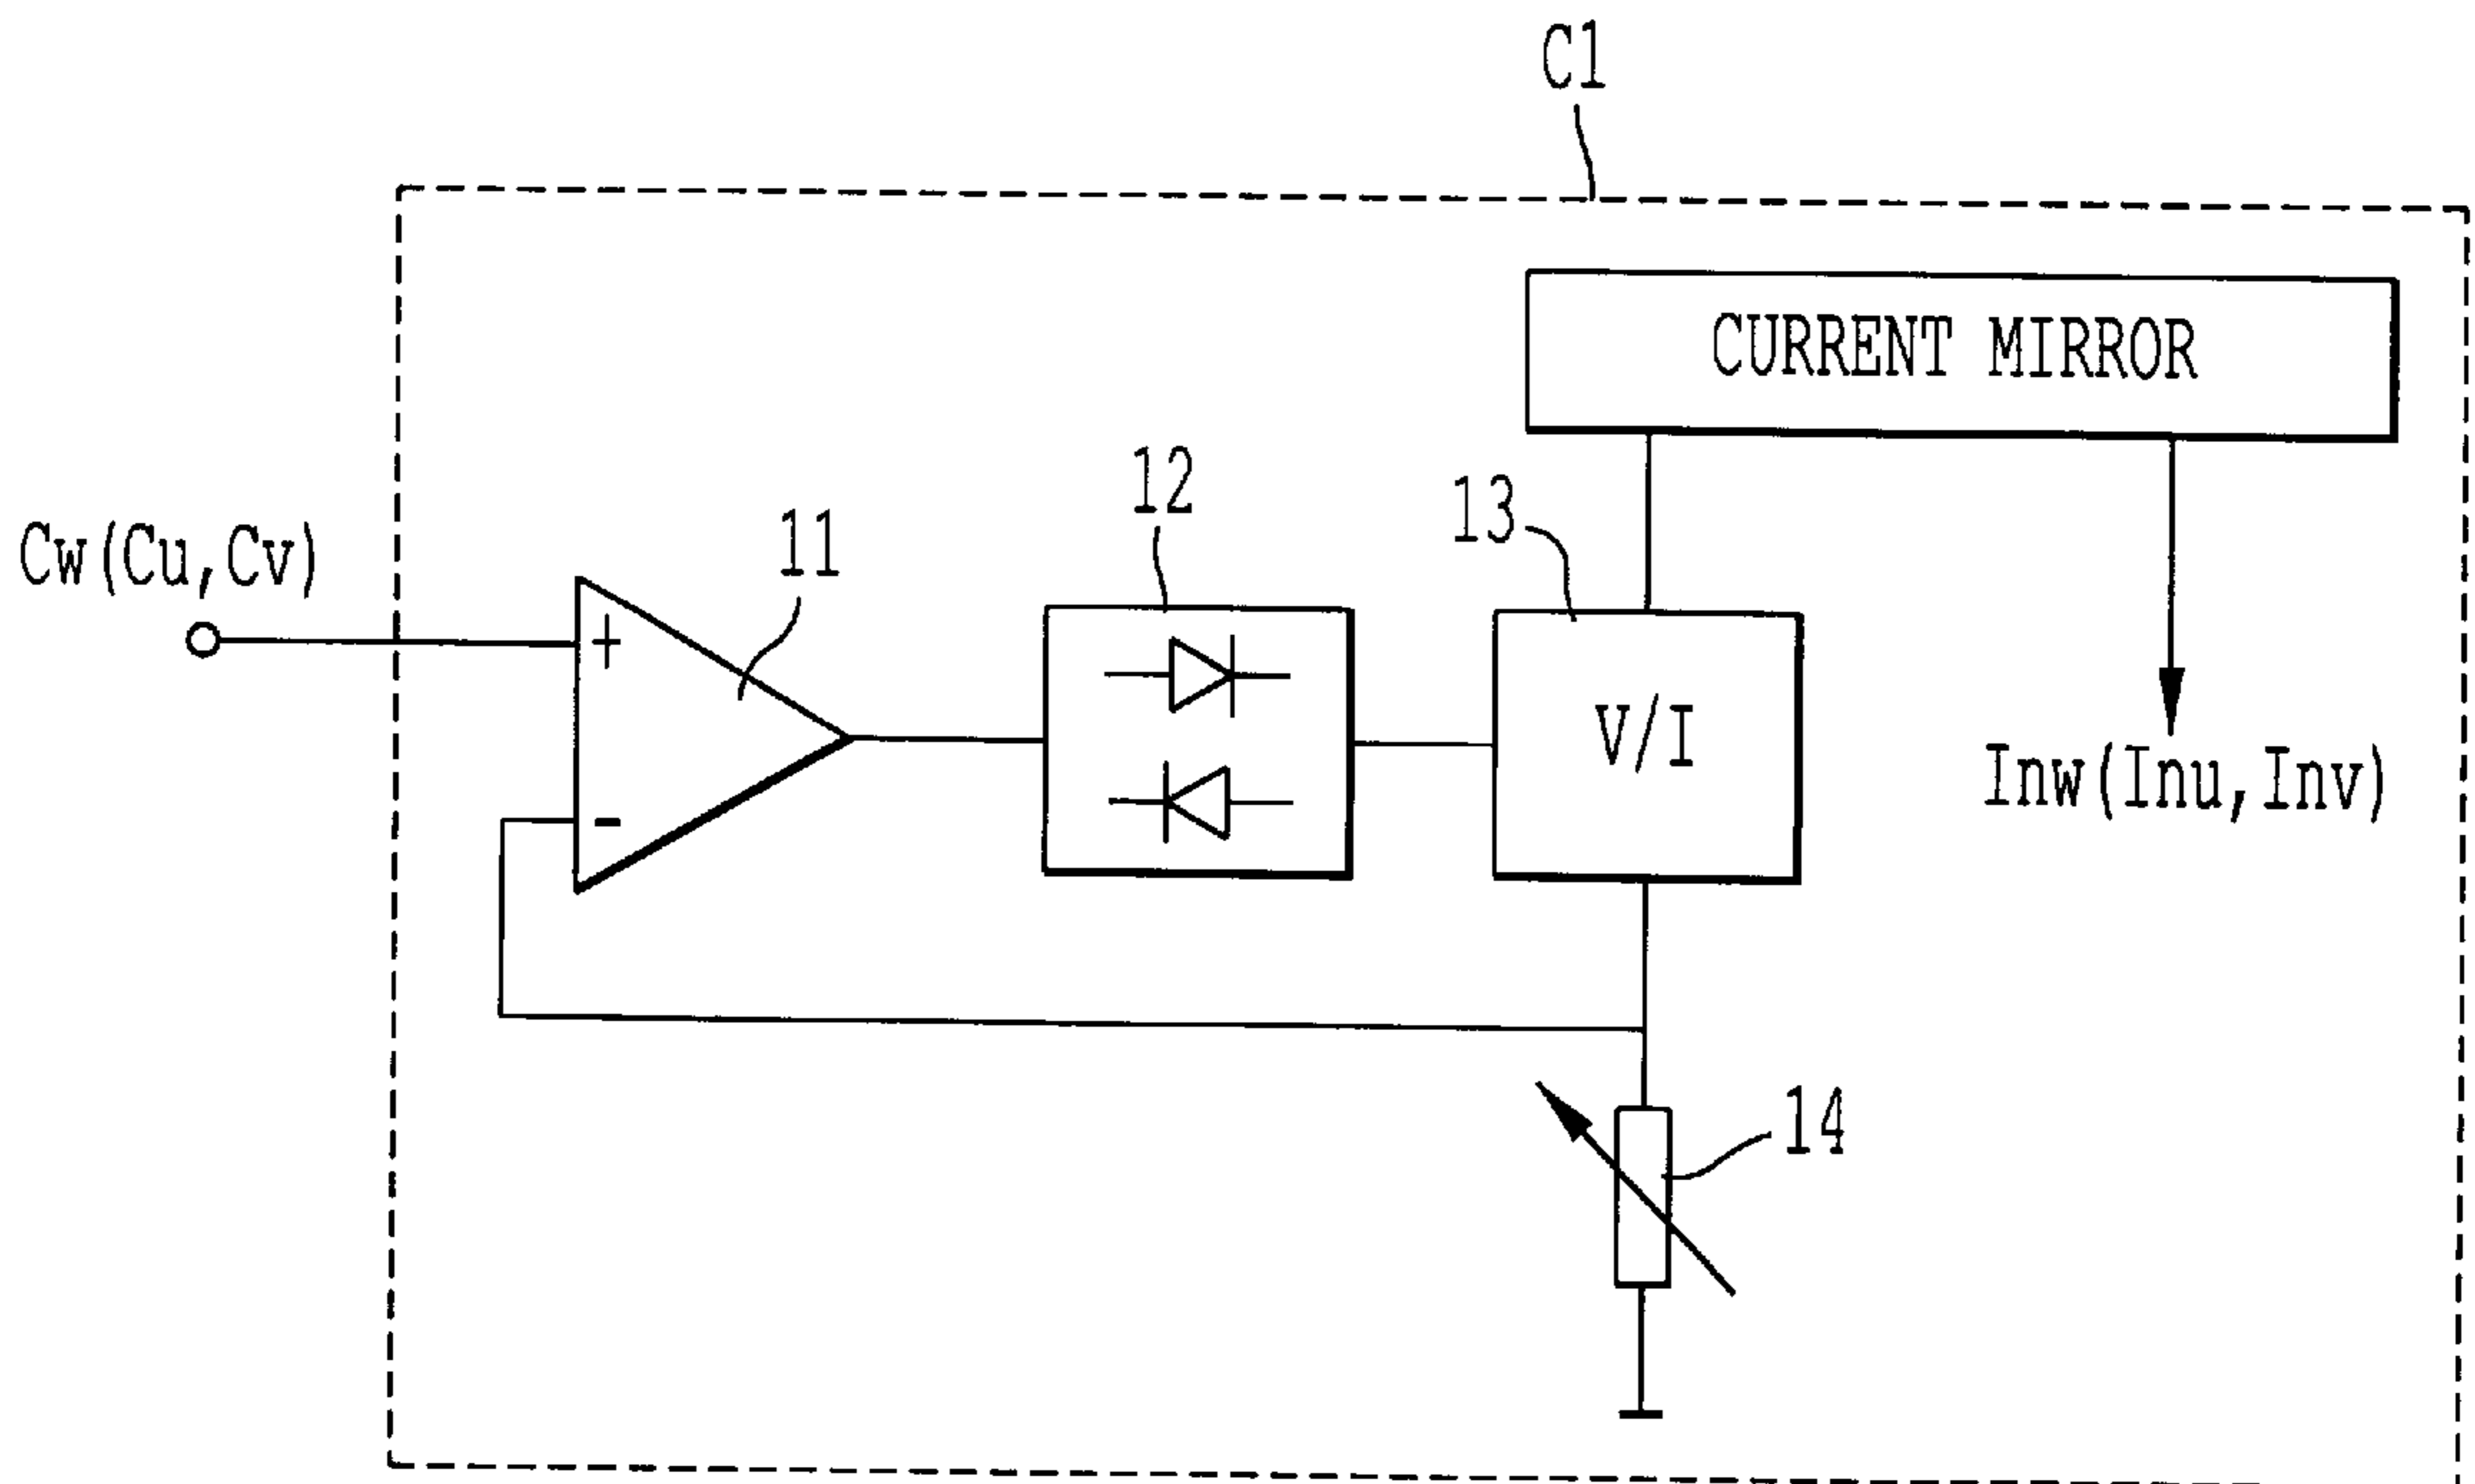 C1
CURRENT MIRROR
12
13
11
Cw(Cu,Cv)
+
V/I
Inw(Inu,Inv)
-
14